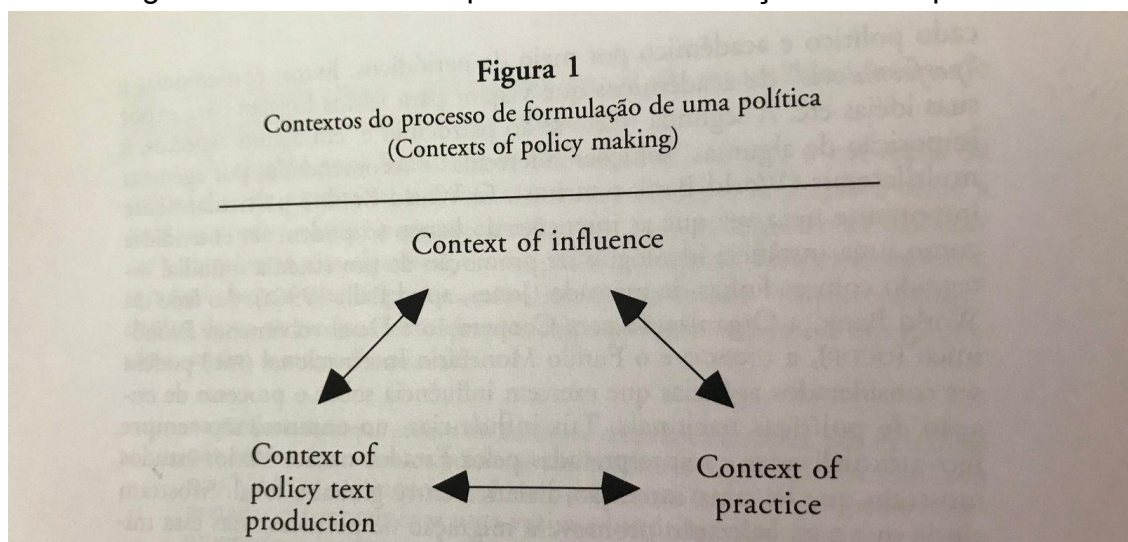 Figura 1
Contextos do processo de formulação de uma política
(Contexts of policy making)
Context of influence
Context of
policy text
production
Context of
practice